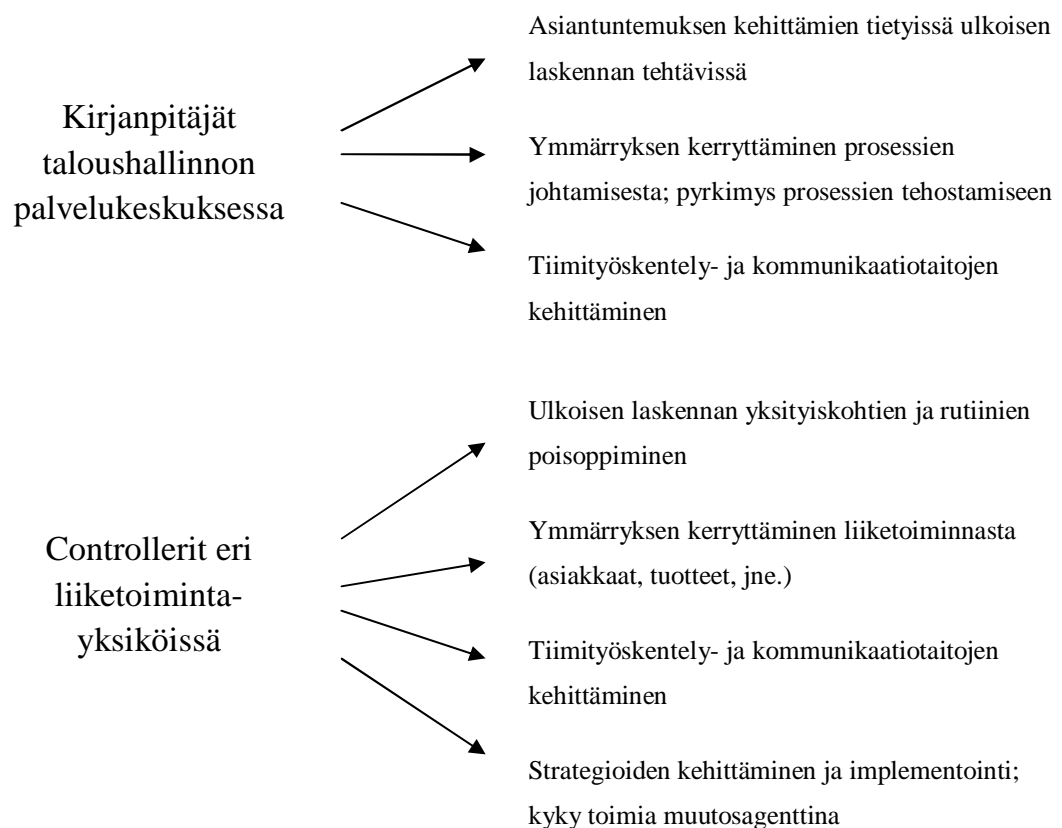 Kirjanpitäjät
taloushallinnon
palvelukeskuksessa
Asiantuntemuksen kehittämien tietyissä ulkoisen
laskennan tehtävissä
Ymmärryksen kerryttäminen prosessien
johtamisesta; pyrkimys prosessien tehostamiseen
Tiimityöskentely- ja kommunikaatiotaitojen
kehittäminen
Controllerit eri
liiketoiminta-
yksiköissä
Ulkoisen laskennan yksityiskohtien ja rutiinien
poisoppiminen
Ymmärryksen kerryttäminen liiketoiminnasta
(asiakkaat, tuotteet, jne.)
Tiimityöskentely- ja kommunikaatiotaitojen
kehittäminen
Strategioiden kehittäminen ja implementointi;
kyky toimia muutosagenttina